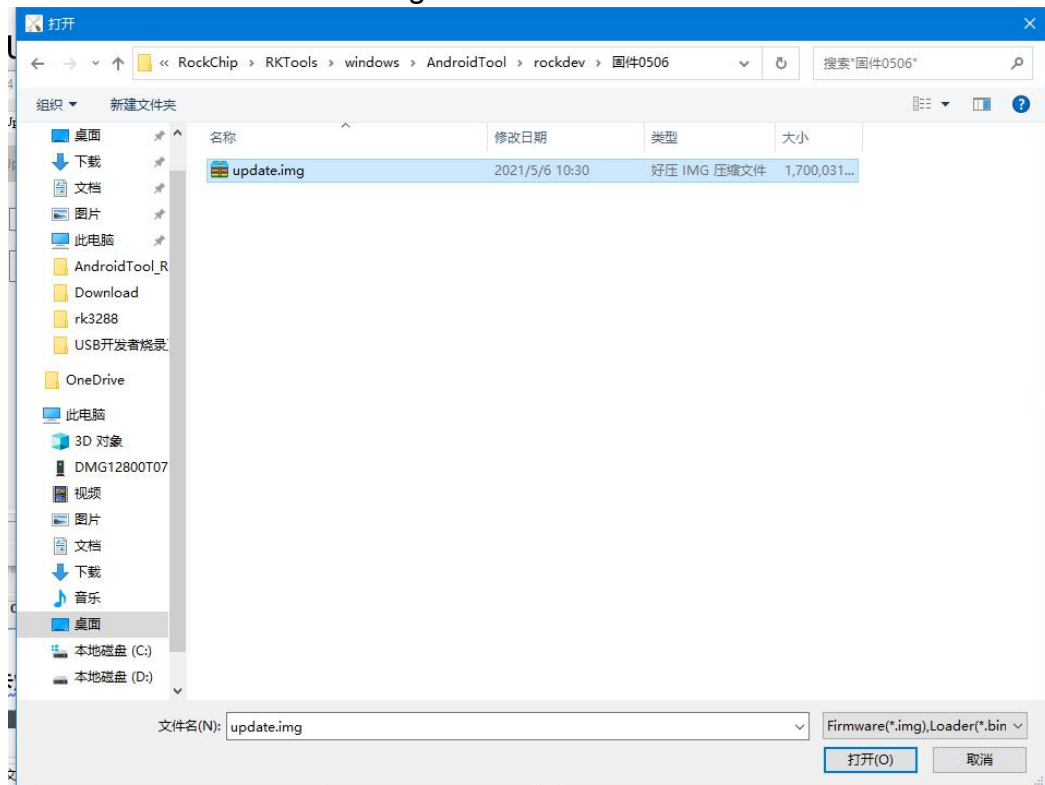 打开
« RockChip › RKTools › windows › AndroidTool › rockdev › 固件0506
搜索"固件0506"
组织
新建文件夹
名称
修改日期
类型
大小
update.img
2021/5/6 10:30
好压 IMG 压缩文件
1,700,031...
桌面
下载
文档
图片
此电脑
AndroidTool_R
Download
rk3288
USB开发者烧录
OneDrive
此电脑
3D 对象
DMG12800T07
视频
图片
文档
下载
音乐
桌面
本地磁盘 (C:)
本地磁盘 (D:)
文件名(N):
update.img
Firmware(*.img),Loader(*.bin
打开(O)
取消